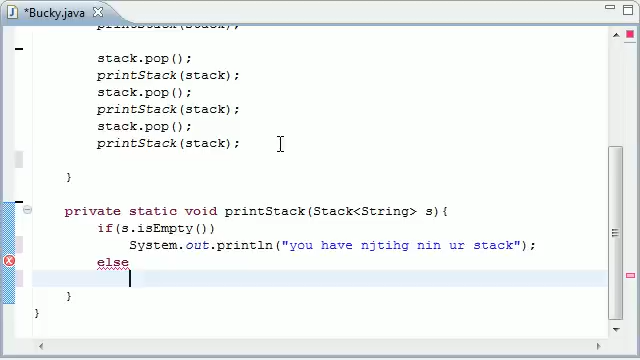 *Bucky.java
printStack(stack);
stack.pop();
printStack(stack);
stack.pop();
printStack(stack);
stack.pop();
printStack(stack);
}
private static void printStack(Stack<String> s){
if(s.isEmpty())
System.out.println("you have njtihg nin ur stack");
else
}
}